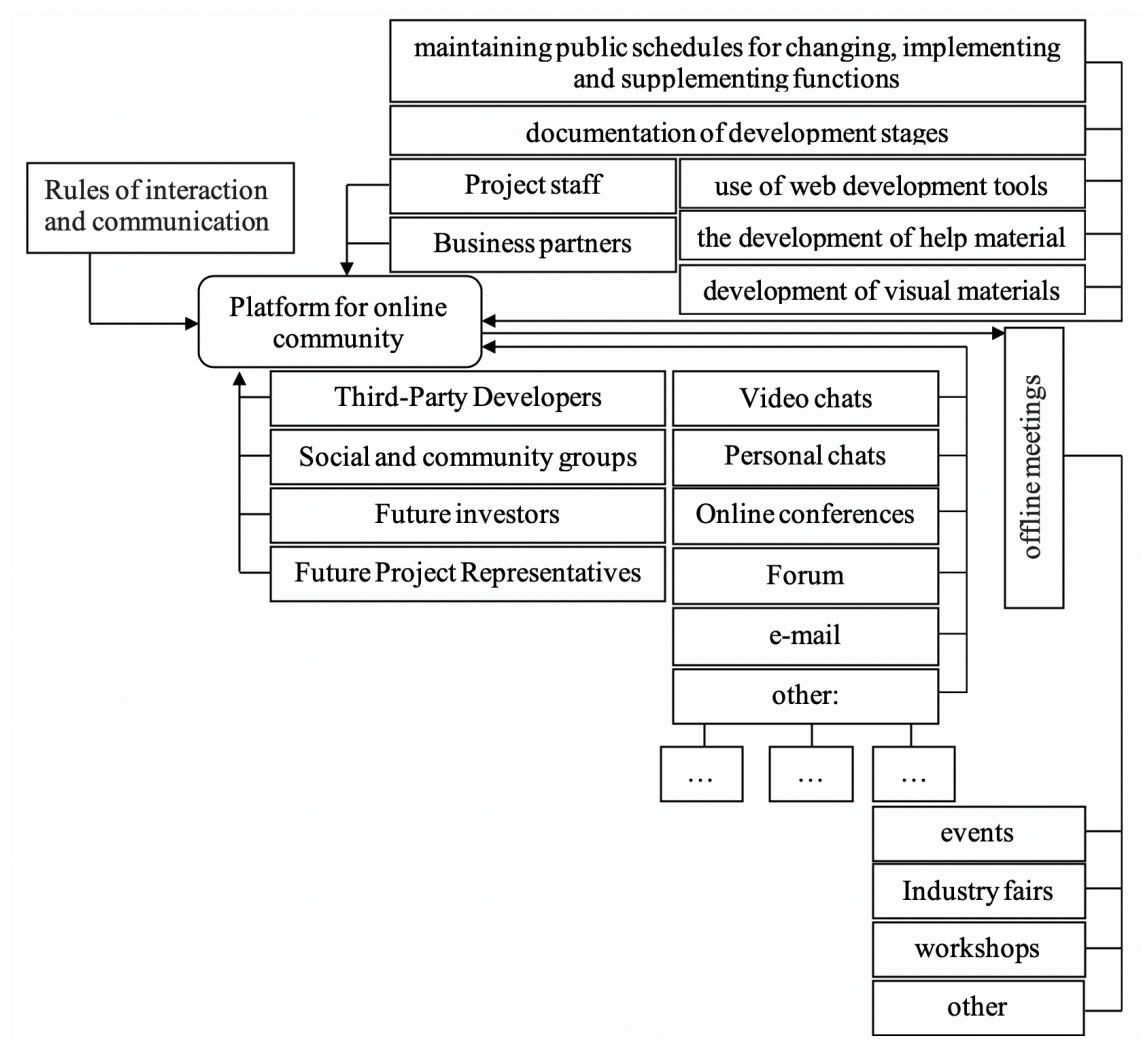 maintaining public schedules for changing, implementing
and supplementing functions
documentation of development stages
Rules of interaction
and communication
Project staff
use of web development tools
Business partners
the development of help material
development of visual materials
Platform for online
community
offline meetings
Third-Party Developers
Video chats
Social and community groups
Personal chats
Future investors
Online conferences
Future Project Representatives
Forum
e-mail
other:
...
...
...
events
Industry fairs
workshops
other